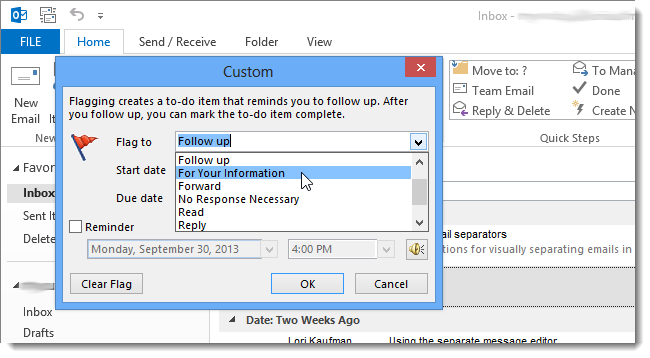 Inbox -
FILE
Home
Send / Receive
Folder
View
New
Email
Move to: ?
Team Email
Reply & Delete
To Mana
Done
Create N
Quick Steps
Custom
Flagging creates a to-do item that reminds you to follow up. After
you follow up, you can mark the to-do item complete.
Flag to
Follow up
Follow up
For Your Information
Forward
No Response Necessary
Read
Reply
Start date
Due date
Reminder
Monday, September 30, 2013
4:00 PM
Clear Flag
OK
Cancel
Favor
Inbox
Sent It
Delete
Inbox
Drafts
ail separators
tions for visually separating emails in
Date: Two Weeks Ago
Lori Kaufman
Using the separate message editor